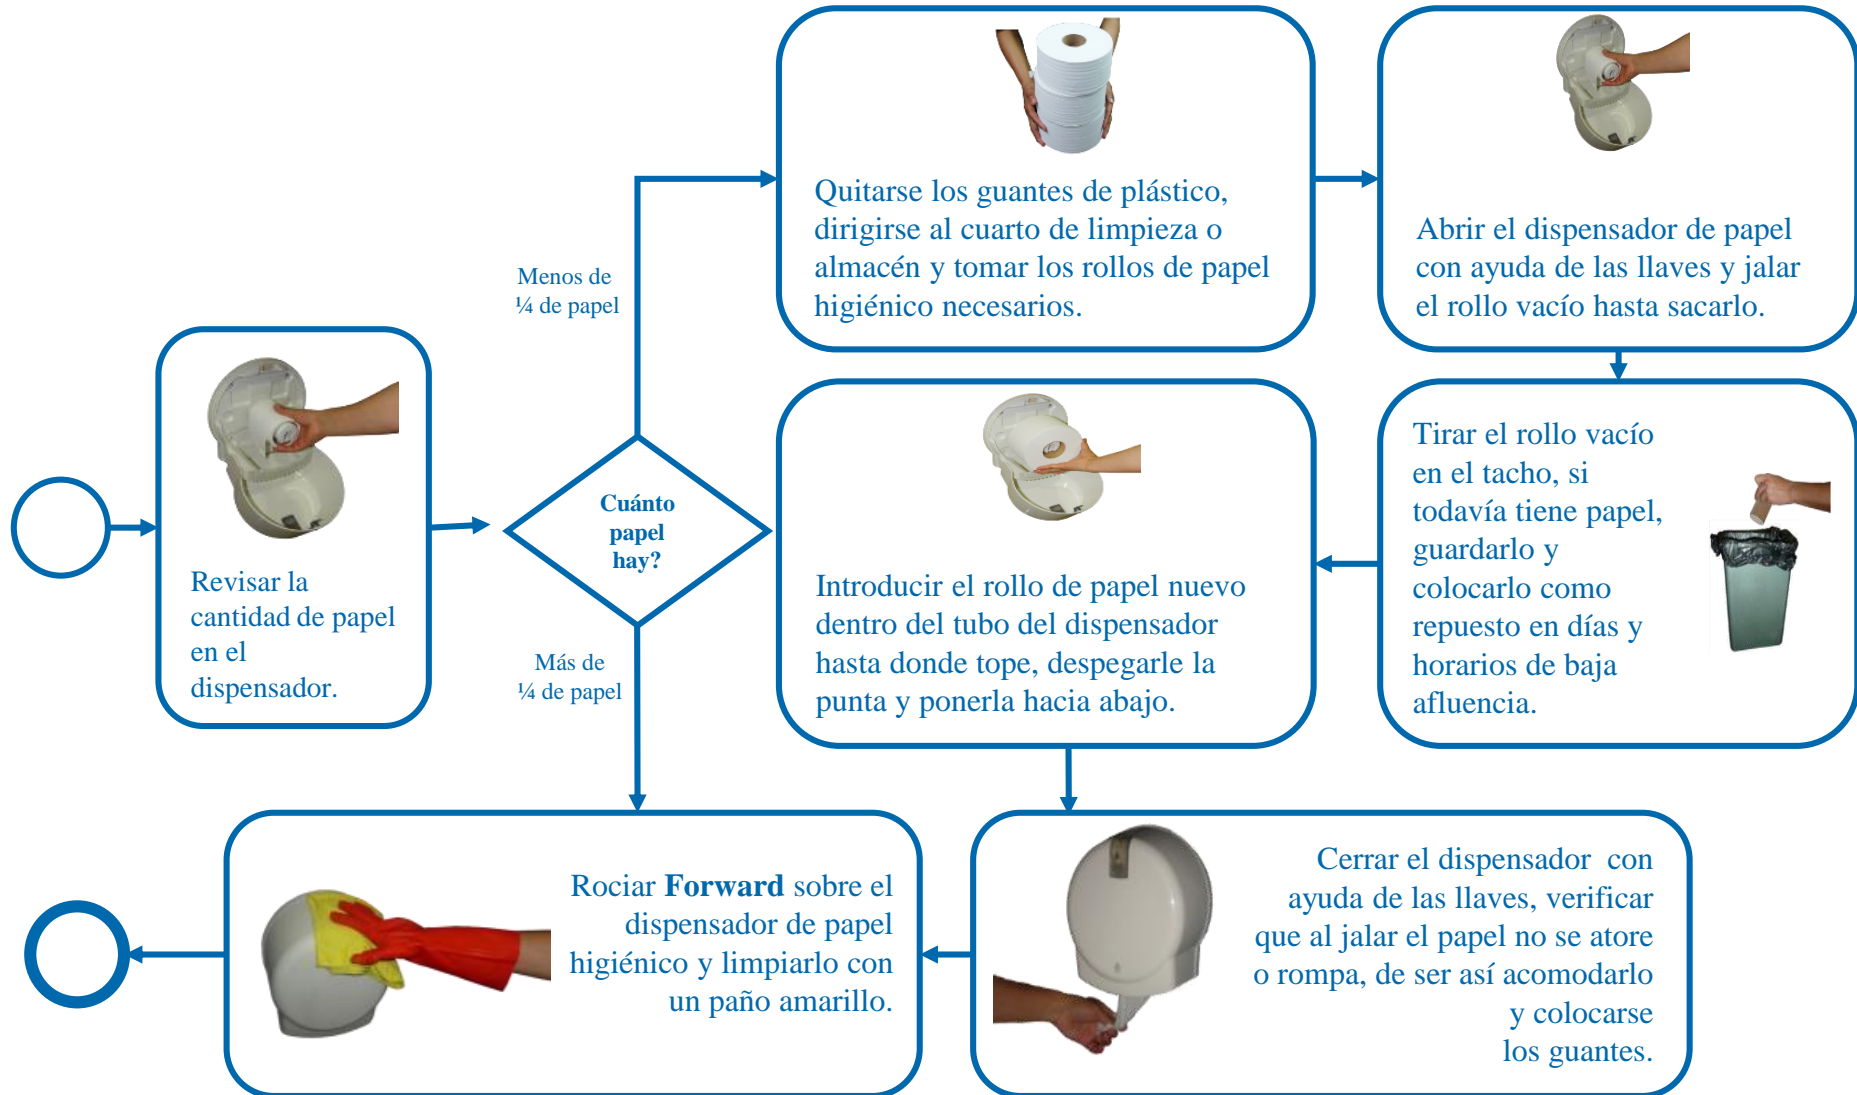 Revisar la
cantidad de papel
en el
dispensador.
Cuánto
papel
hay?
Menos de
¼ de papel
Quitarse los guantes de plástico,
dirigirse al cuarto de limpieza o
almacén y tomar los rollos de papel
higiénico necesarios.
Abrir el dispensador de papel
con ayuda de las llaves y jalar
el rollo vacío hasta sacarlo.
Tirar el rollo vacío
en el tacho, si
todavía tiene papel,
guardarlo y
colocarlo como
repuesto en días y
horarios de baja
afluencia.
Introducir el rollo de papel nuevo
dentro del tubo del dispensador
hasta donde tope, despegarle la
punta y ponerla hacia abajo.
Más de
¼ de papel
Cerrar el dispensador  con
ayuda de las llaves, verificar
que al jalar el papel no se atore
o rompa, de ser así acomodarlo
y colocarse
los guantes.
Rociar Forward sobre el
dispensador de papel
higiénico y limpiarlo con
un paño amarillo.